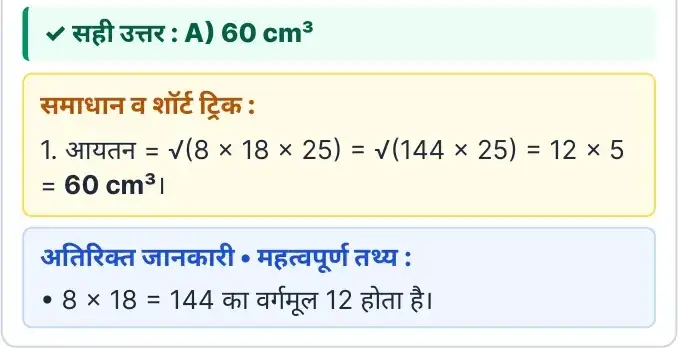 ✓ सही उत्तर : A) 60 cm³
समाधान व शॉर्ट ट्रिक :
1. आयतन = √(8 × 18 × 25) = √(144 × 25) = 12 × 5
= 60 cm³।
अतिरिक्त जानकारी • महत्वपूर्ण तथ्य :
• 8 × 18 = 144 का वर्गमूल 12 होता है।